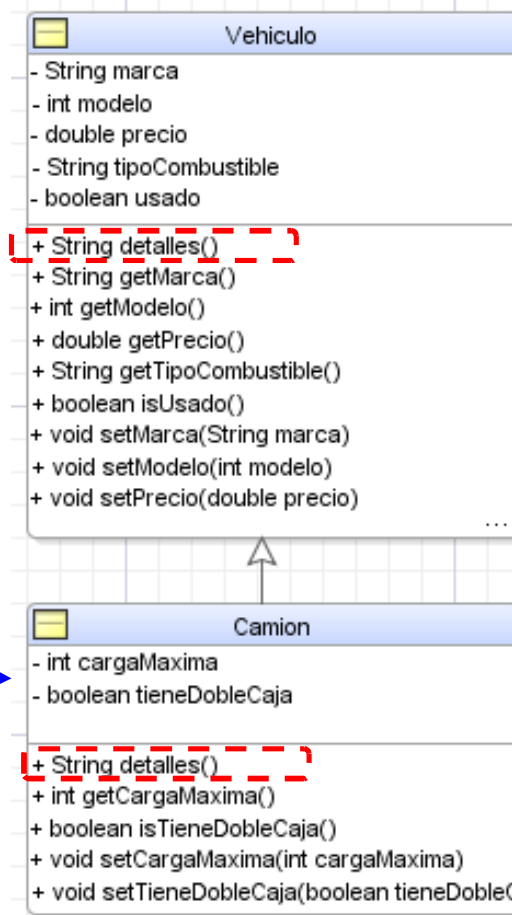 Vehiculo
- String marca
- int modelo
- double precio
- String tipoCombustible
- boolean usado
+ String detalles()
+ String getMarca()
+ int getModelo()
+ double getPrecio()
+ String getTipoCombustible()
+ boolean isUsado()
+ void setMarca(String marca)
+ void setModelo(int modelo)
+ void setPrecio(double precio)
...
Camion
- int cargaMaxima
- boolean tieneDobleCaja
+ String detalles()
+ int getCargaMaxima()
+ boolean isTieneDobleCaja()
+ void setCargaMaxima(int cargaMaxima)
+ void setTieneDobleCaja(boolean tieneDobleC